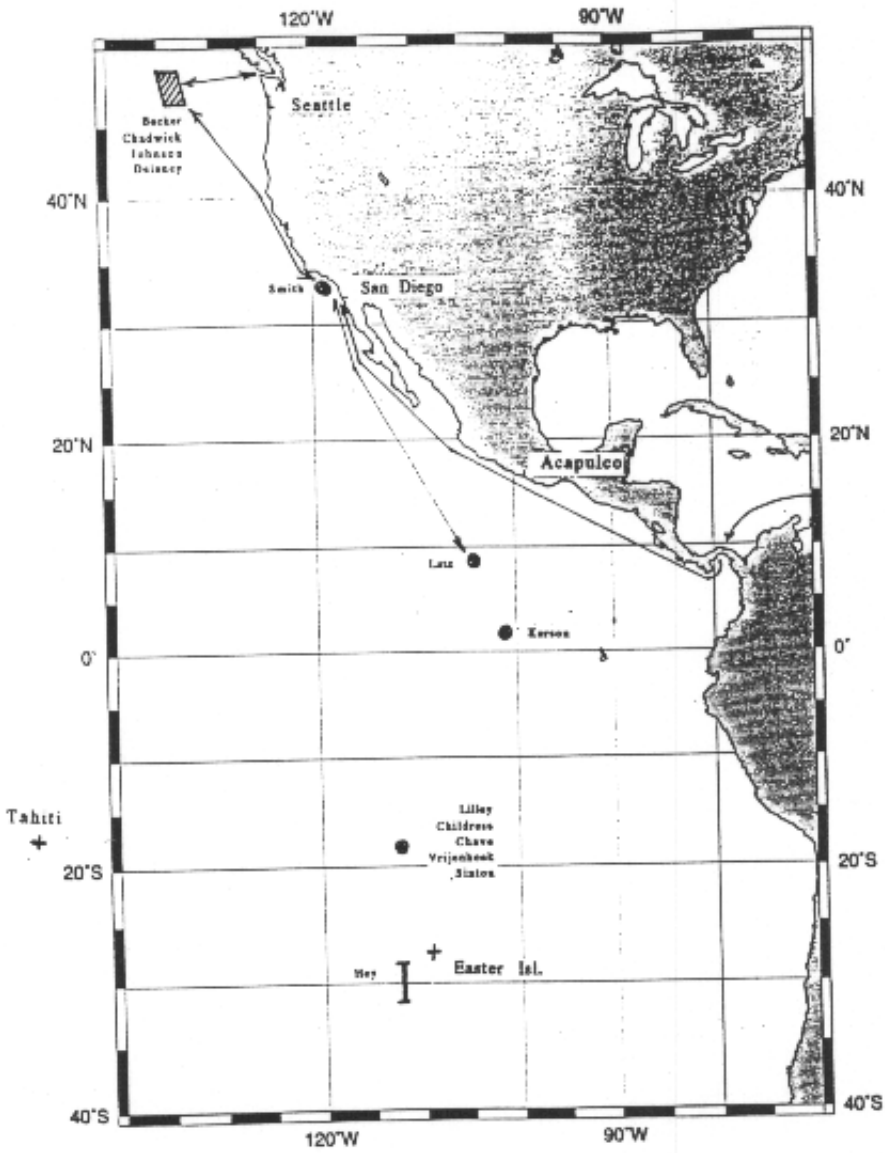 120°W
90°W
Seattle
Becker
Chadwick
Johnson
Delaney
40°N
40°N
Smith
San Diego
20°N
20°N
Acapulco
Lutz
Karson
0°
0°
Tahiti
Lilley
Childress
Chave
Vrijenhoek
Sinton
20°S
20°S
Easter Isl.
Hey
40°S
40°S
120°W
90°W